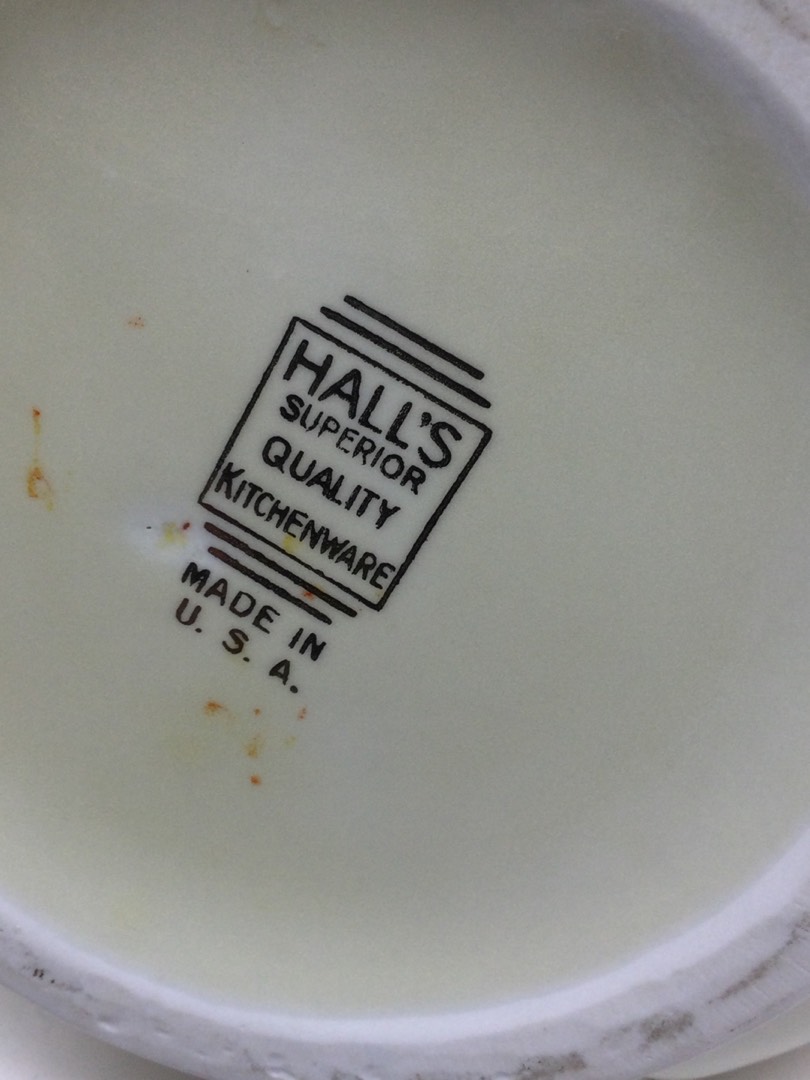 HALL'S
SUPERIOR
QUALITY
KITCHENWARE
MADE IN
U. S. A.